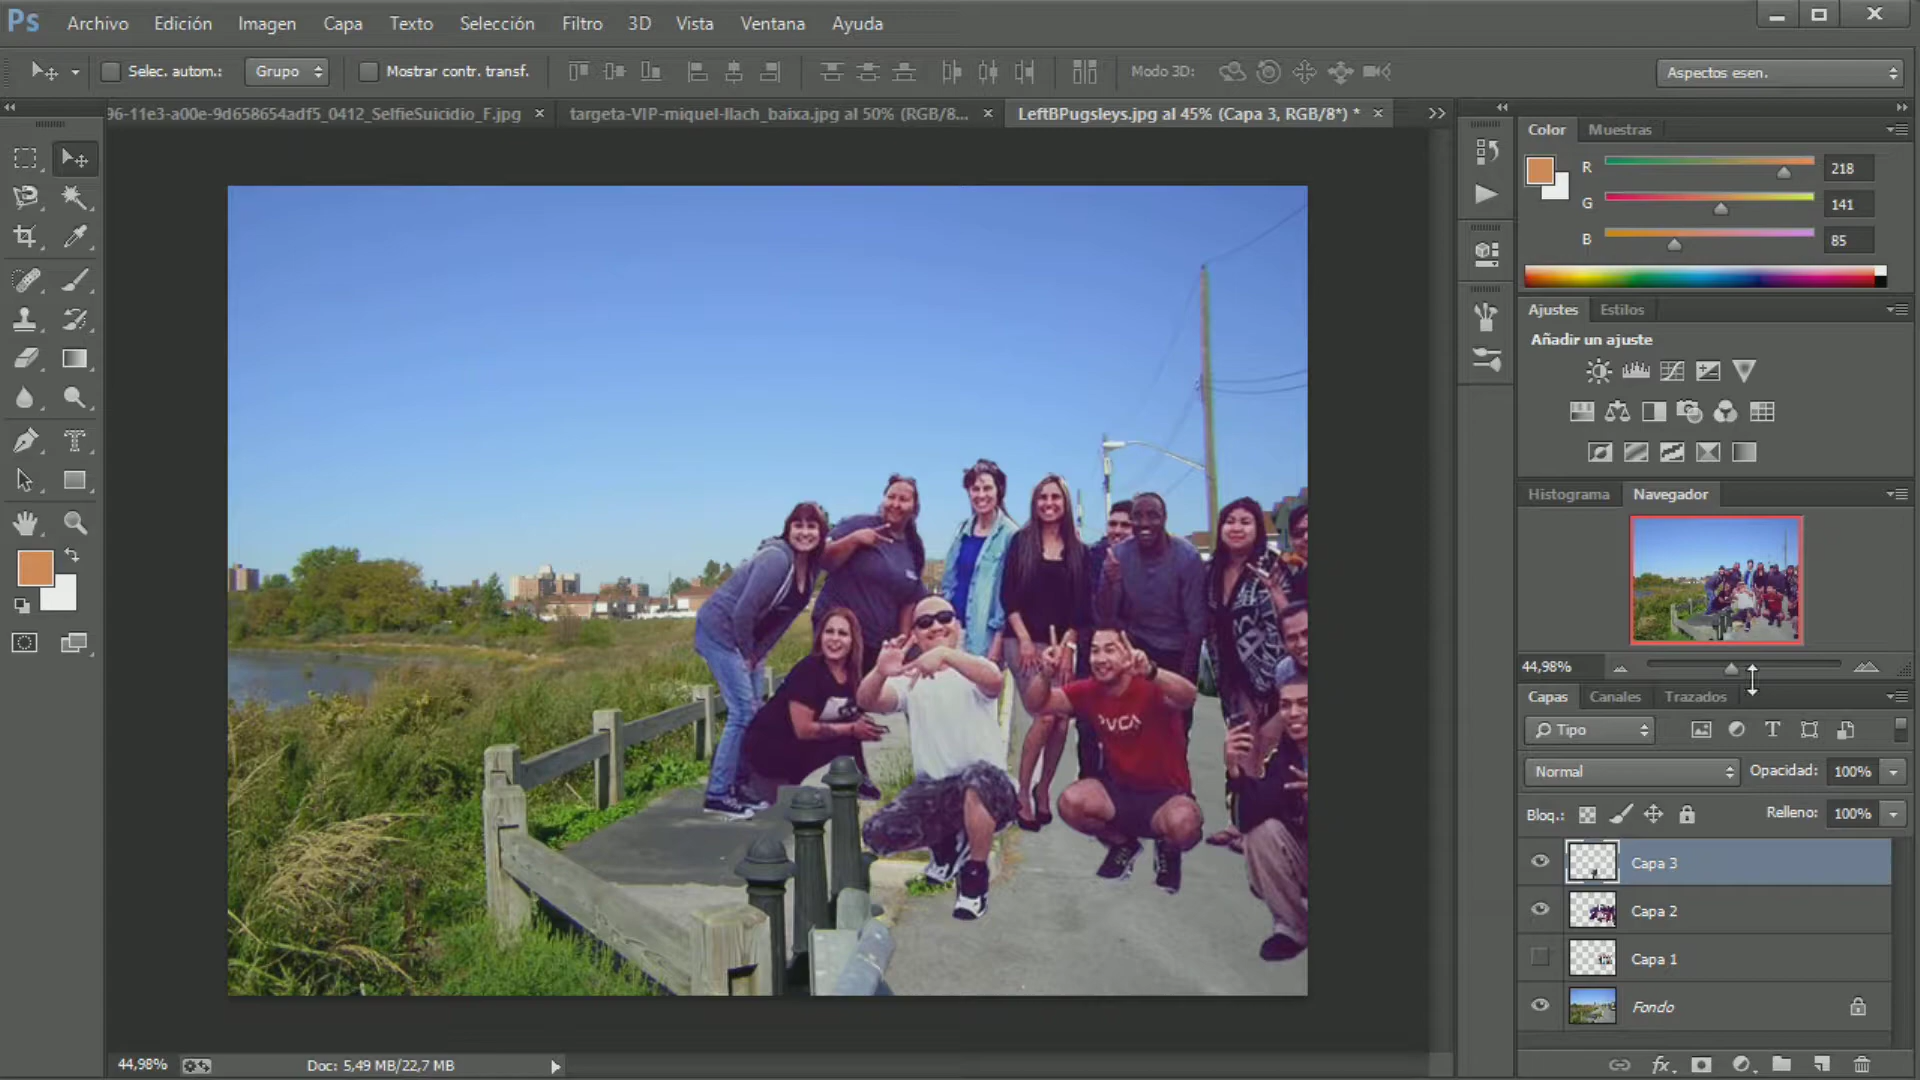 Ps Archivo Edición Imagen Capa Texto Selección Filtro 3D Vista Ventana Ayuda
Selec. autom.: Grupo Mostrar contr. transf. Modo 3D: Aspectos esen.
96-11e3-a00e-9d658654adf5_0412_SelfieSuicidio_F.jpg × targeta-VIP-miquel-llach_baixa.jpg al 50% (RGB/8... × LeftBPugsleys.jpg al 45% (Capa 3, RGB/8*) * ×
Color Muestras
R 218
G 141
B 85
Ajustes Estilos
Añadir un ajuste
Histograma Navegador
44,98%
Capas Canales Trazados
Tipo
Normal Opacidad: 100%
Bloq.: Relleno: 100%
Capa 3
Capa 2
Capa 1
Fondo
fx
PVCA
44,98% Doc: 5,49 MB/22,7 MB